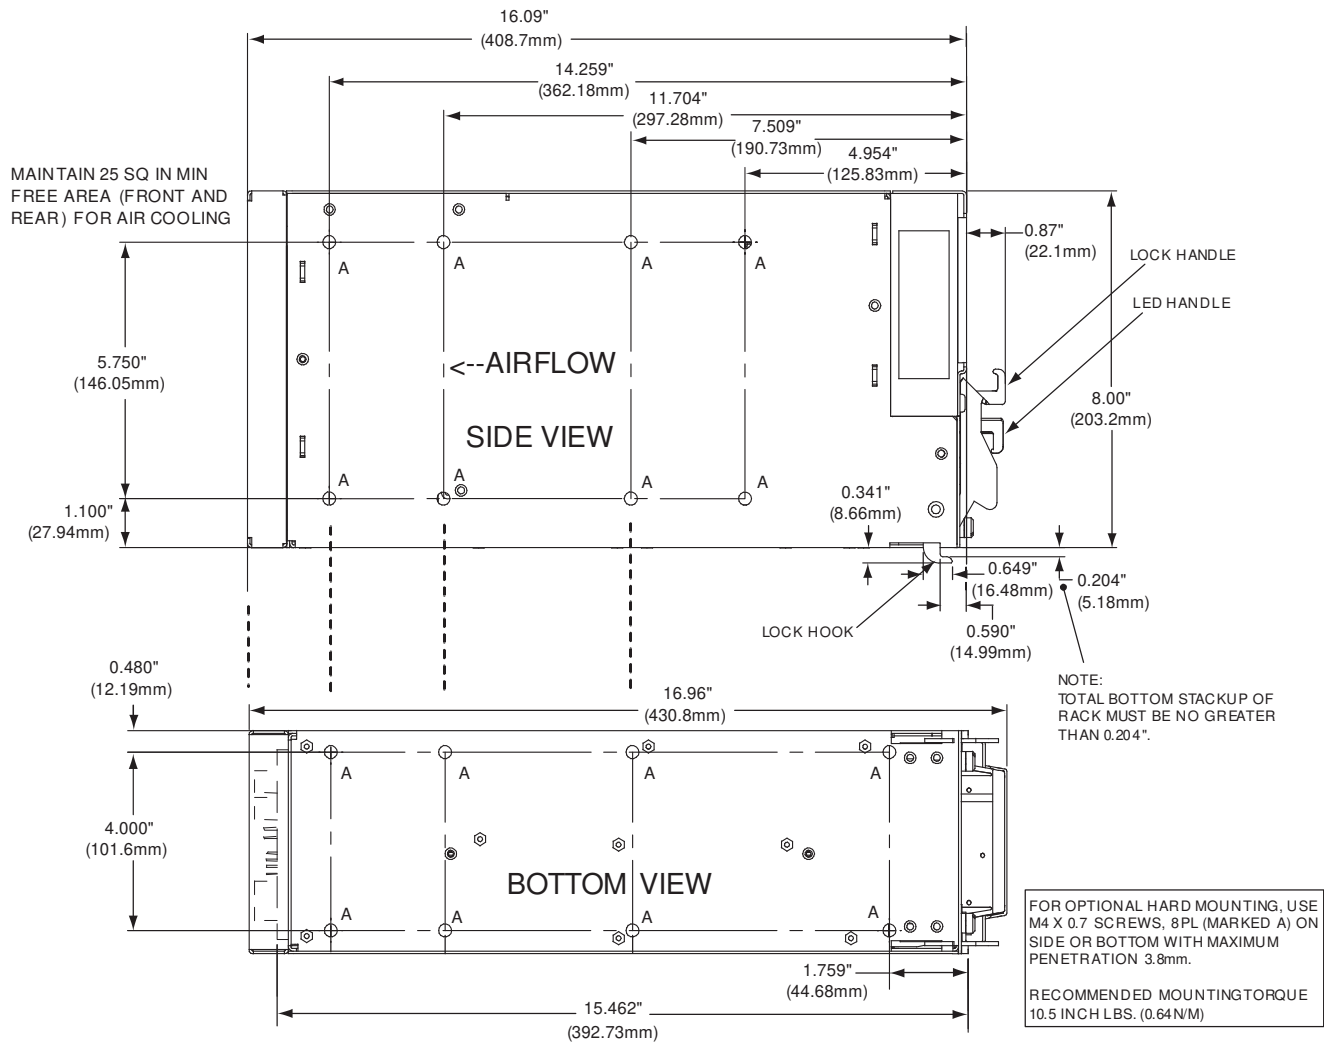 16.09"
(408.7mm)
14.259"
(362.18mm)
11.704"
(297.28mm)
7.509"
(190.73mm)
4.954"
(125.83mm)
MAINTAIN 25 SQ IN MIN
FREE AREA (FRONT AND
REAR) FOR AIR COOLING
0.87"
(22.1mm)
LOCK HANDLE
LED HANDLE
A
A
A
A
5.750"
(146.05mm)
<--AIRFLOW
SIDE VIEW
8.00"
(203.2mm)
A
A
A
A
1.100"
(27.94mm)
0.341"
(8.66mm)
0.649"
(16.48mm)
0.204"
(5.18mm)
LOCK HOOK
0.590"
(14.99mm)
NOTE:
TOTAL BOTTOM STACKUP OF
RACK MUST BE NO GREATER
THAN 0.204".
0.480"
(12.19mm)
16.96"
(430.8mm)
A
A
A
A
4.000"
(101.6mm)
BOTTOM VIEW
A
A
A
A
1.759"
(44.68mm)
15.462"
(392.73mm)
FOR OPTIONAL HARD MOUNTING, USE
M4 X 0.7 SCREWS, 8PL (MARKED A) ON
SIDE OR BOTTOM WITH MAXIMUM
PENETRATION 3.8mm.
RECOMMENDED MOUNTINGTORQUE
10.5 INCH LBS. (0.64N/M)